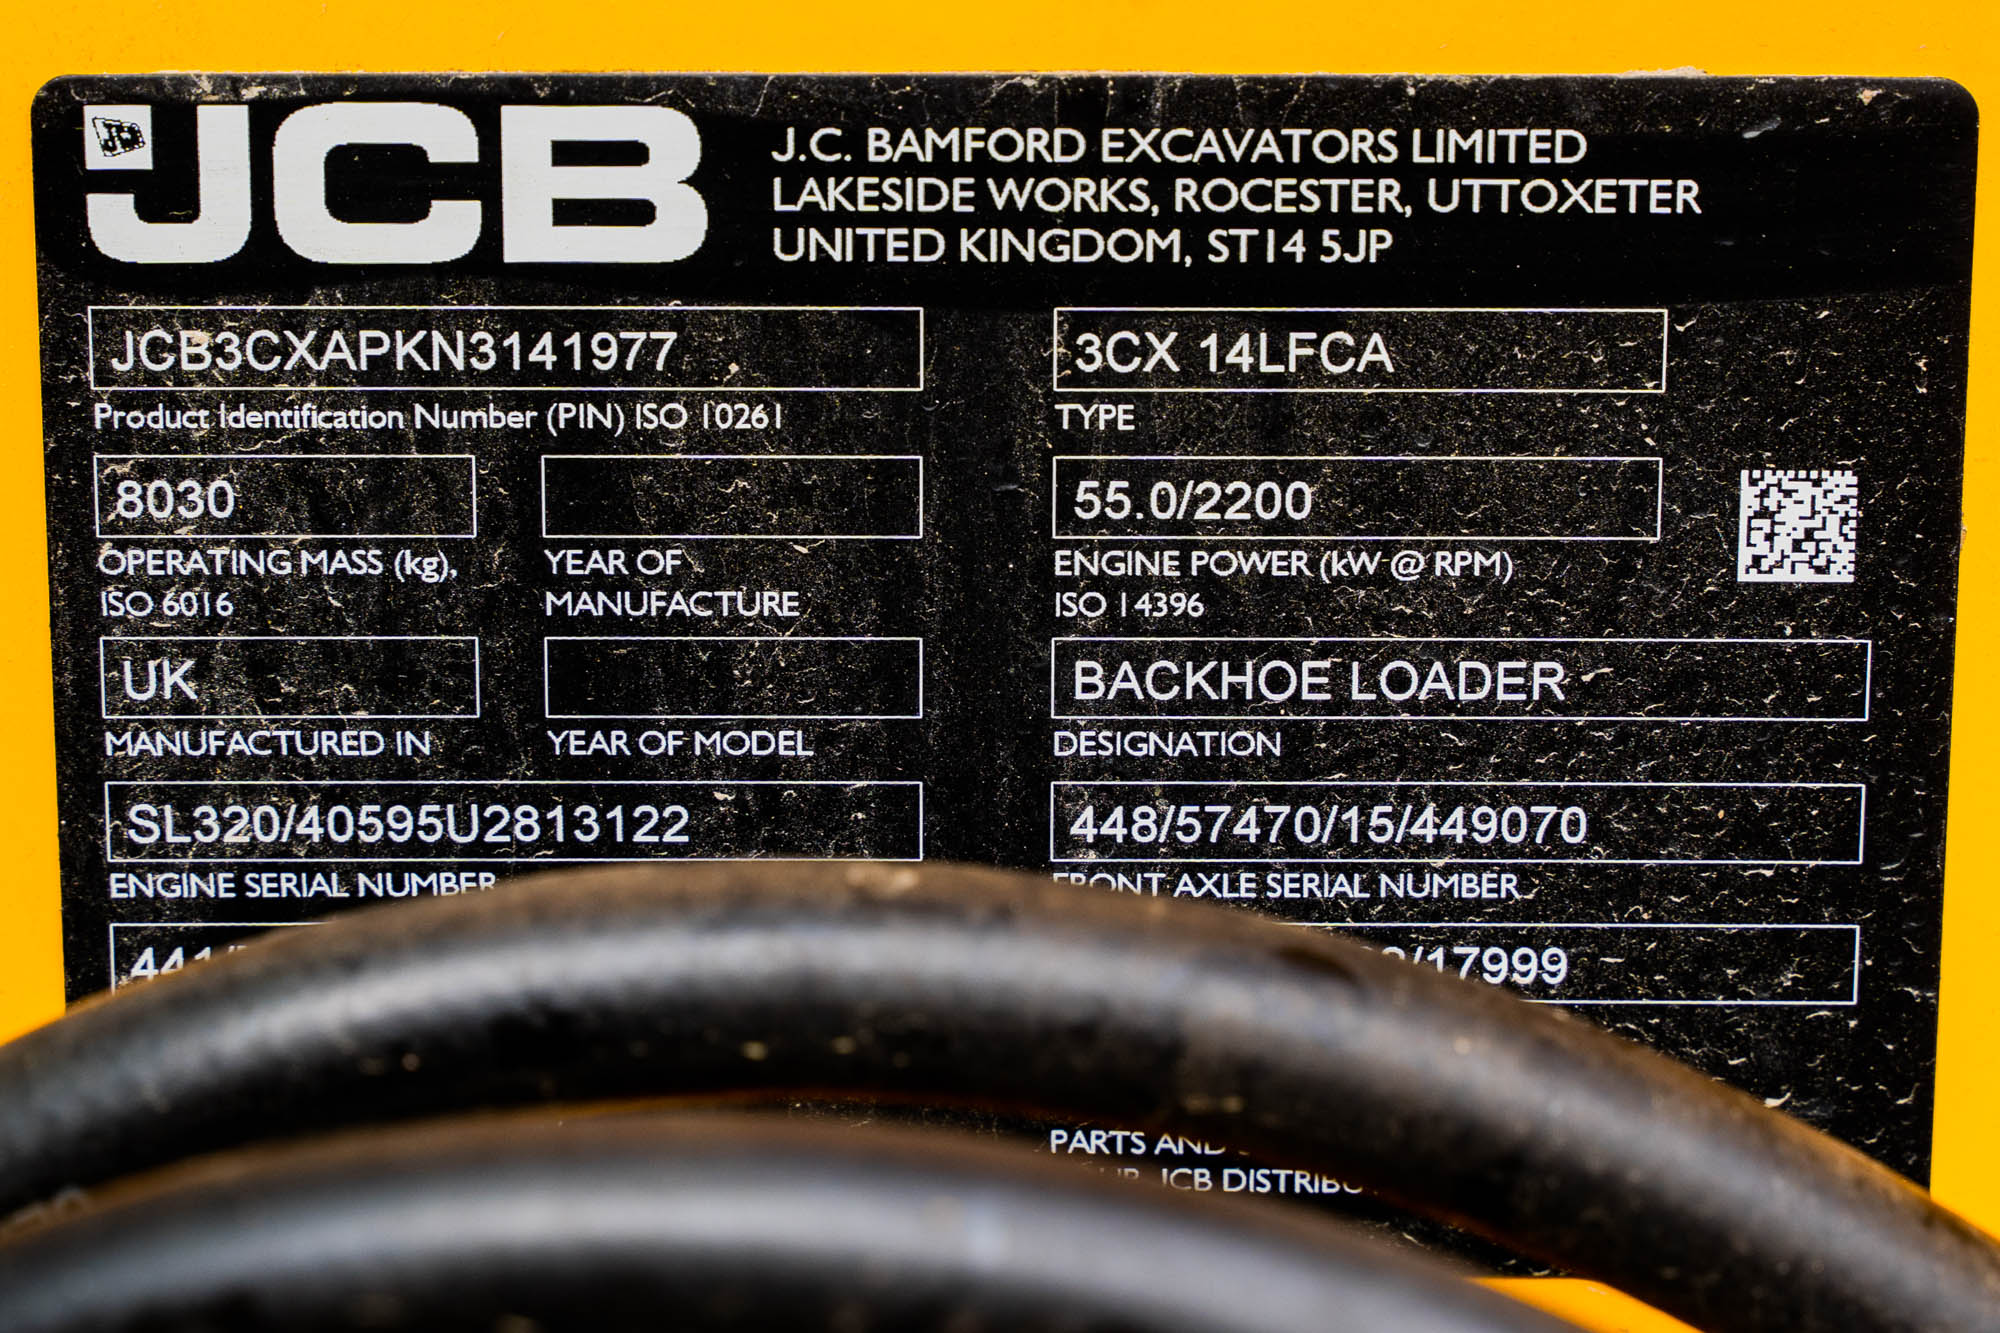 JCB
J.C. BAMFORD EXCAVATORS LIMITED
LAKESIDE WORKS, ROCESTER, UTTOXETER
UNITED KINGDOM, ST14 5JP
JCB3CXAPKN3141977
Product Identification Number (PIN) ISO 10261
3CX 14LFCA
TYPE
8030
OPERATING MASS (kg),
ISO 6016
YEAR OF
MANUFACTURE
55.0/2200
ENGINE POWER (kW @ RPM)
ISO 14396
UK
MANUFACTURED IN
YEAR OF MODEL
BACKHOE LOADER
DESIGNATION
SL320/40595U2813122
ENGINE SERIAL NUMBER
448/57470/15/449070
FRONT AXLE SERIAL NUMBER
441/
/17999
PARTS AND
JCB DISTRIBU